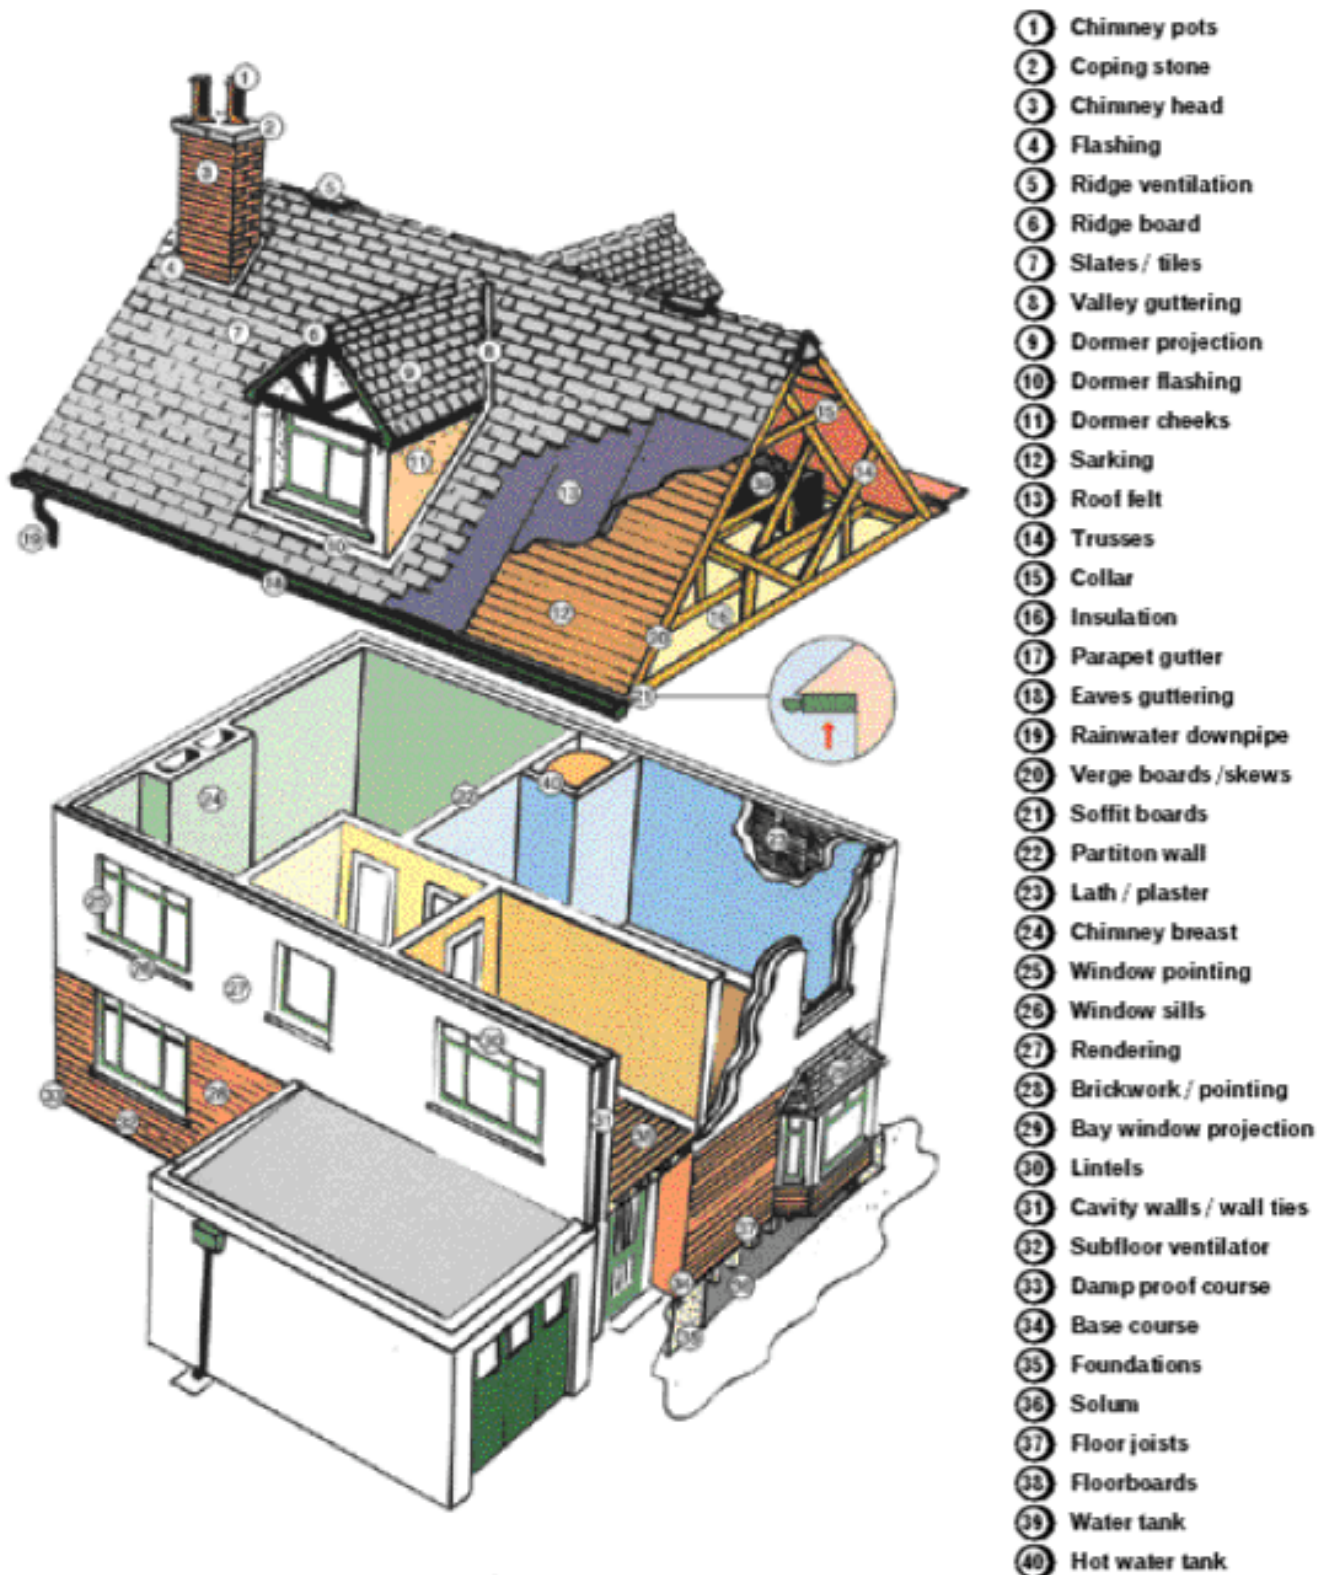 1 Chimney pots
2 Coping stone
3 Chimney head
4 Flashing
5 Ridge ventilation
6 Ridge board
7 Slates / tiles
8 Valley guttering
9 Dormer projection
10 Dormer flashing
11 Dormer cheeks
12 Sarking
13 Roof felt
14 Trusses
15 Collar
16 Insulation
17 Parapet gutter
18 Eaves guttering
19 Rainwater downpipe
20 Verge boards /skews
21 Soffit boards
22 Partiton wall
23 Lath / plaster
24 Chimney breast
25 Window pointing
26 Window sills
27 Rendering
28 Brickwork / pointing
29 Bay window projection
30 Lintels
31 Cavity walls / wall ties
32 Subfloor ventilator
33 Damp proof course
34 Base course
35 Foundations
36 Solum
37 Floor joists
38 Floorboards
39 Water tank
40 Hot water tank